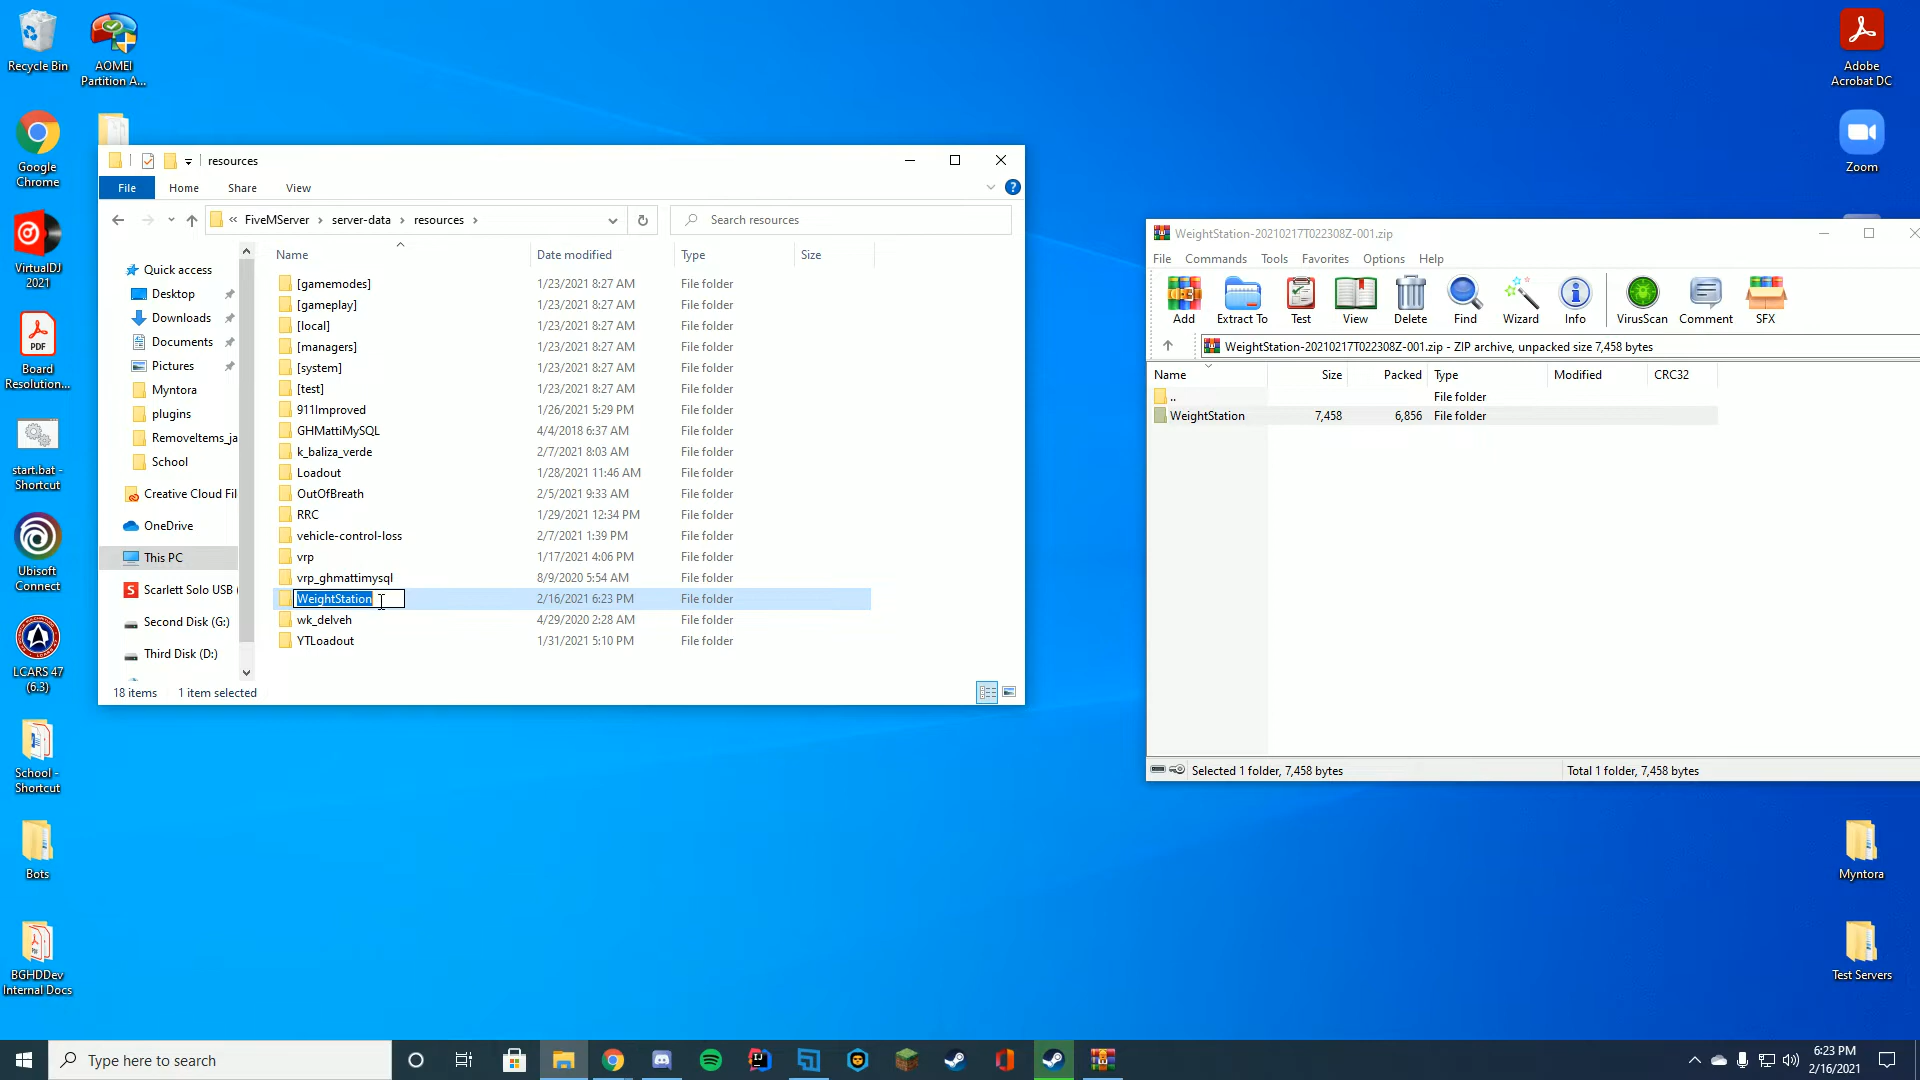 Recycle Bin
AOMEI
Partition A...
Google
Chrome
VirtualDJ
2021
PDF
Board
Resolution...
start.bat -
Shortcut
Ubisoft
Connect
LCARS 47
(6.3)
School -
Shortcut
Bots
BGHDDev
Internal Docs
resources
File
Home
Share
View
« FiveMServer > server-data > resources >
Search resources
Quick access
Desktop
Downloads
Documents
Pictures
Myntora
plugins
RemoveItems_ja
School
Creative Cloud Fil
OneDrive
This PC
Scarlett Solo USB (
Second Disk (G:)
Third Disk (D:)
Name Date modified Type Size
[gamemodes] 1/23/2021 8:27 AM File folder
[gameplay] 1/23/2021 8:27 AM File folder
[local] 1/23/2021 8:27 AM File folder
[managers] 1/23/2021 8:27 AM File folder
[system] 1/23/2021 8:27 AM File folder
[test] 1/23/2021 8:27 AM File folder
911Improved 1/26/2021 5:29 PM File folder
GHMattiMySQL 4/4/2018 6:37 AM File folder
k_baliza_verde 2/7/2021 8:03 AM File folder
Loadout 1/28/2021 11:46 AM File folder
OutOfBreath 2/5/2021 9:33 AM File folder
RRC 1/29/2021 12:34 PM File folder
vehicle-control-loss 2/7/2021 1:39 PM File folder
vrp 1/17/2021 4:06 PM File folder
vrp_ghmattimysql 8/9/2020 5:54 AM File folder
WeightStation 2/16/2021 6:23 PM File folder
wk_delveh 4/29/2020 2:28 AM File folder
YTLoadout 1/31/2021 5:10 PM File folder
18 items 1 item selected
WeightStation-20210217T022308Z-001.zip
File Commands Tools Favorites Options Help
Add Extract To Test View Delete Find Wizard Info VirusScan Comment SFX
WeightStation-20210217T022308Z-001.zip - ZIP archive, unpacked size 7,458 bytes
Name Size Packed Type Modified CRC32
.. File folder
WeightStation 7,458 6,856 File folder
Selected 1 folder, 7,458 bytes
Total 1 folder, 7,458 bytes
Adobe
Acrobat DC
Zoom
Myntora
Test Servers
Type here to search
6:23 PM
2/16/2021